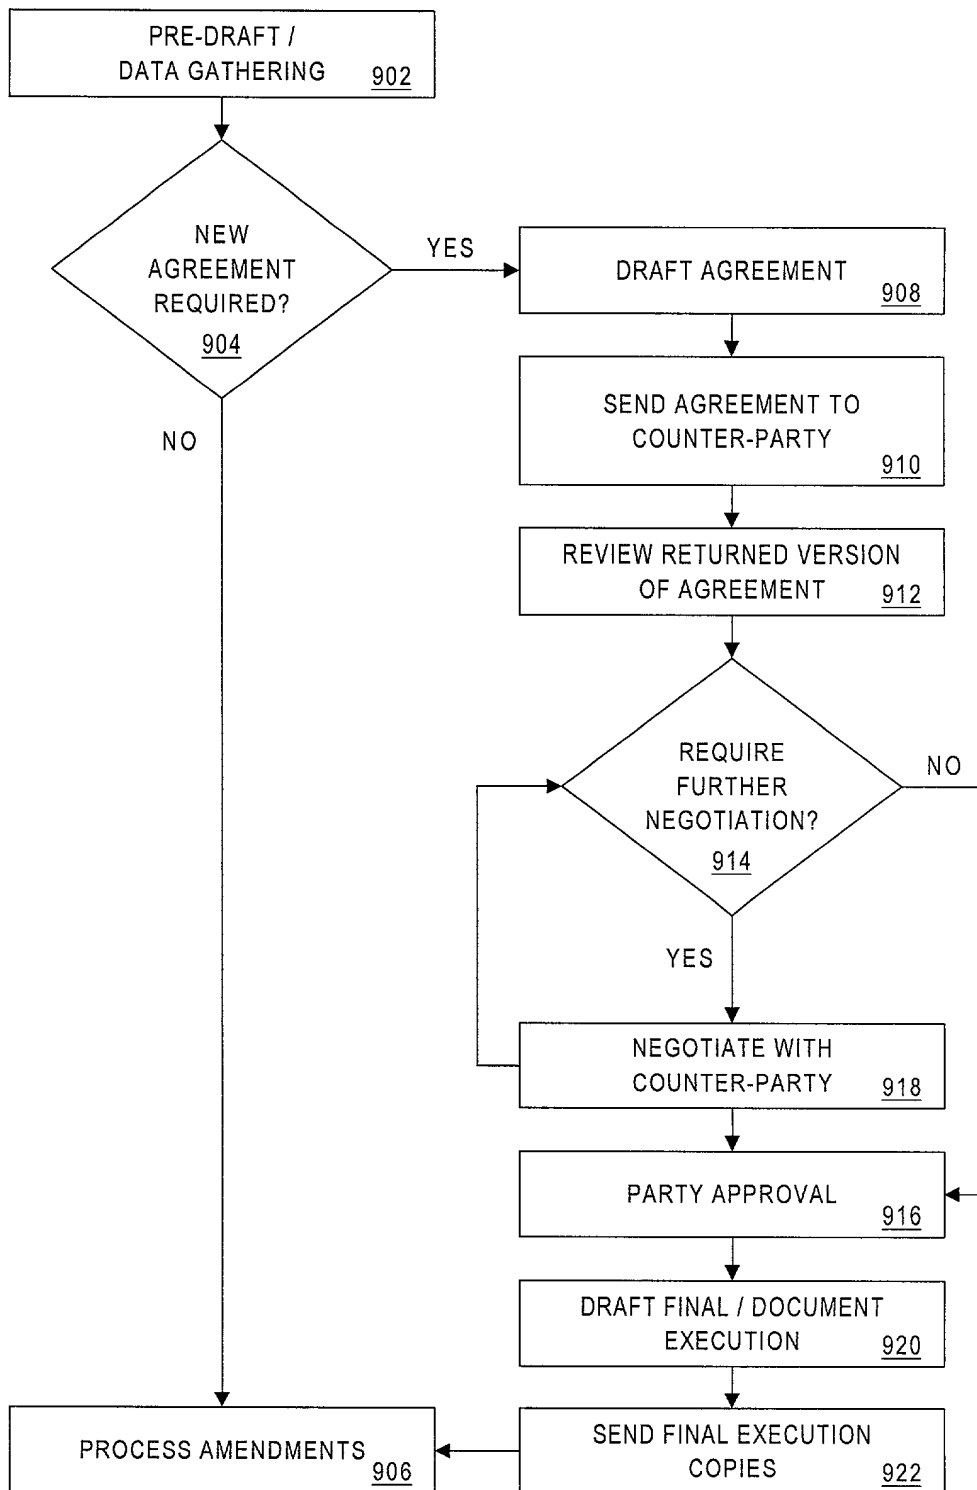 PRE-DRAFT /
DATA GATHERING 902
NEW
AGREEMENT
REQUIRED?
904
YES
NO
DRAFT AGREEMENT
908
SEND AGREEMENT TO
COUNTER-PARTY
910
REVIEW RETURNED VERSION
OF AGREEMENT 912
REQUIRE
FURTHER
NEGOTIATION?
914
NO
YES
NEGOTIATE WITH
COUNTER-PARTY 918
PARTY APPROVAL
916
DRAFT FINAL / DOCUMENT
EXECUTION 920
SEND FINAL EXECUTION
COPIES 922
PROCESS AMENDMENTS
906